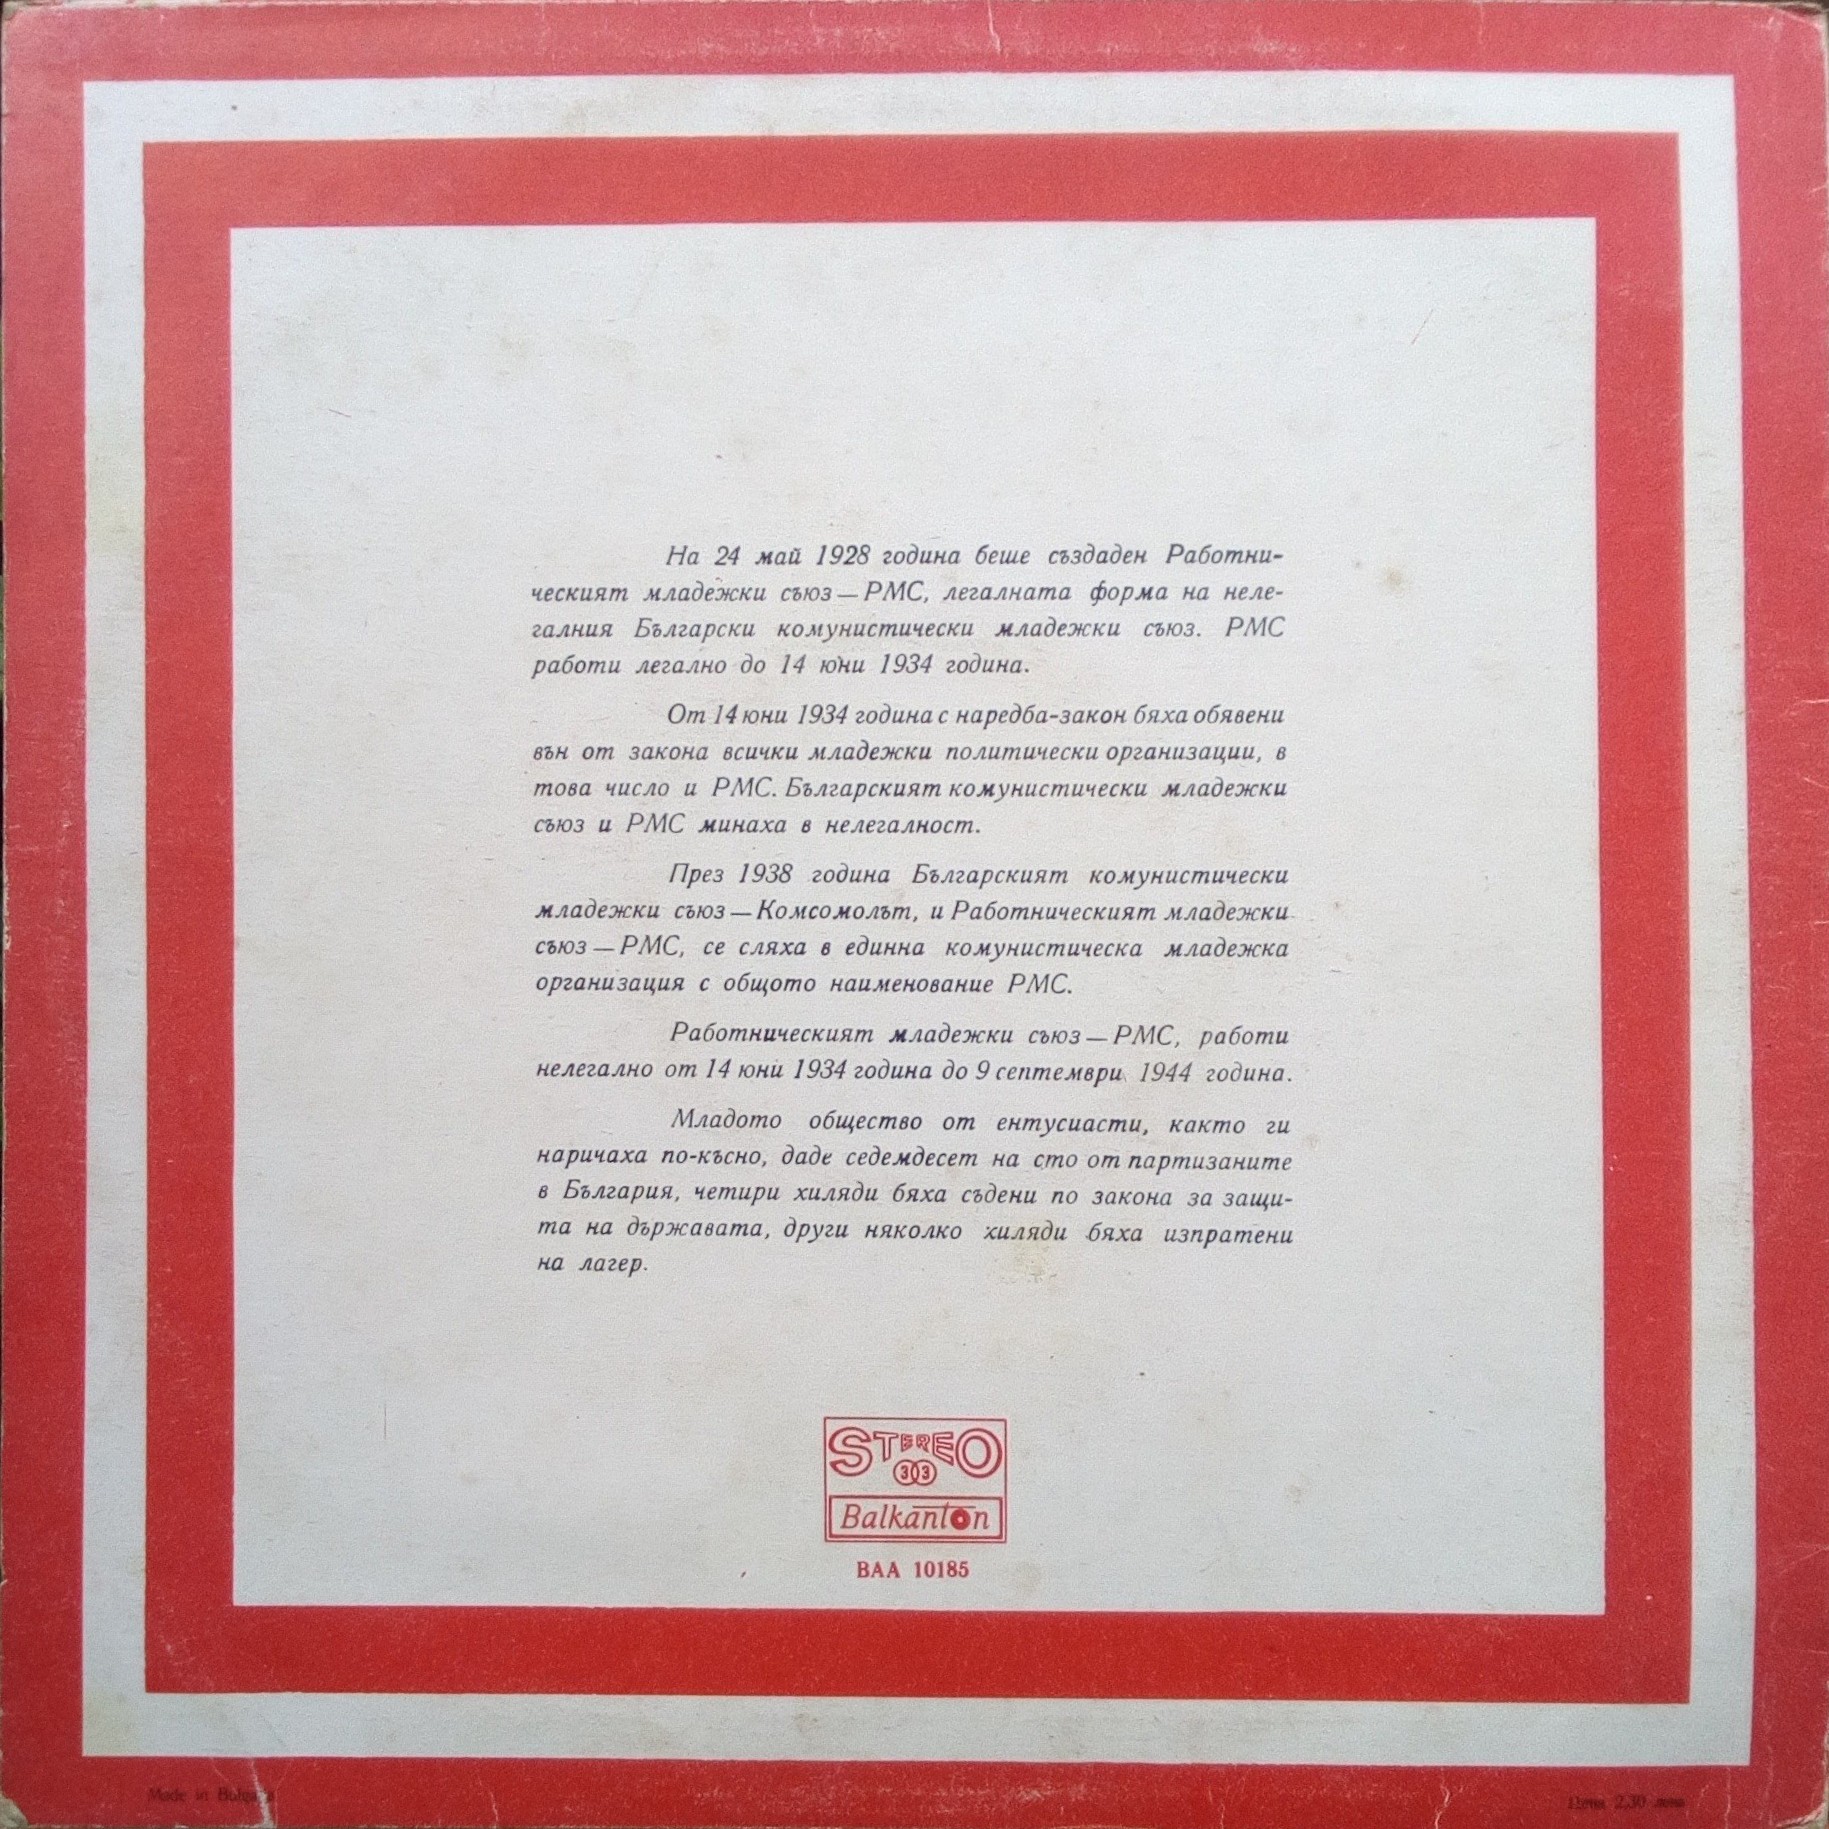 На 24 май 1928 година беше създаден Работни-
ческият младежки съюз — РМС, легалната форма на неле-
галния Български комунистически младежки съюз. РМС
работи легално до 14 юни 1934 година.
От 14 юни 1934 година с наредба-закон бяха обявени
вън от закона всички младежки политически организации, в
това число и РМС. Българският комунистически младежки
съюз и РМС минаха в нелегалност.
През 1938 година Българският комунистически
младежки съюз — Комсомолът, и Работническият младежки
съюз — РМС, се сляха в единна комунистическа младежка
организация с общото наименование РМС.
Работническият младежки съюз — РМС, работи
нелегално от 14 юни 1934 година до 9 септември 1944 година.
Младото общество от ентусиасти, както ги
наричаха по-късно, даде седемдесет на сто от партизаните
в България, четири хиляди бяха съдени по закона за защи-
та на държавата, други няколко хиляди бяха изпратени
на лагер.
STEREO
33
Balkanton
ВАА 10185
Made in Bulgaria
Цена 2,30 лева